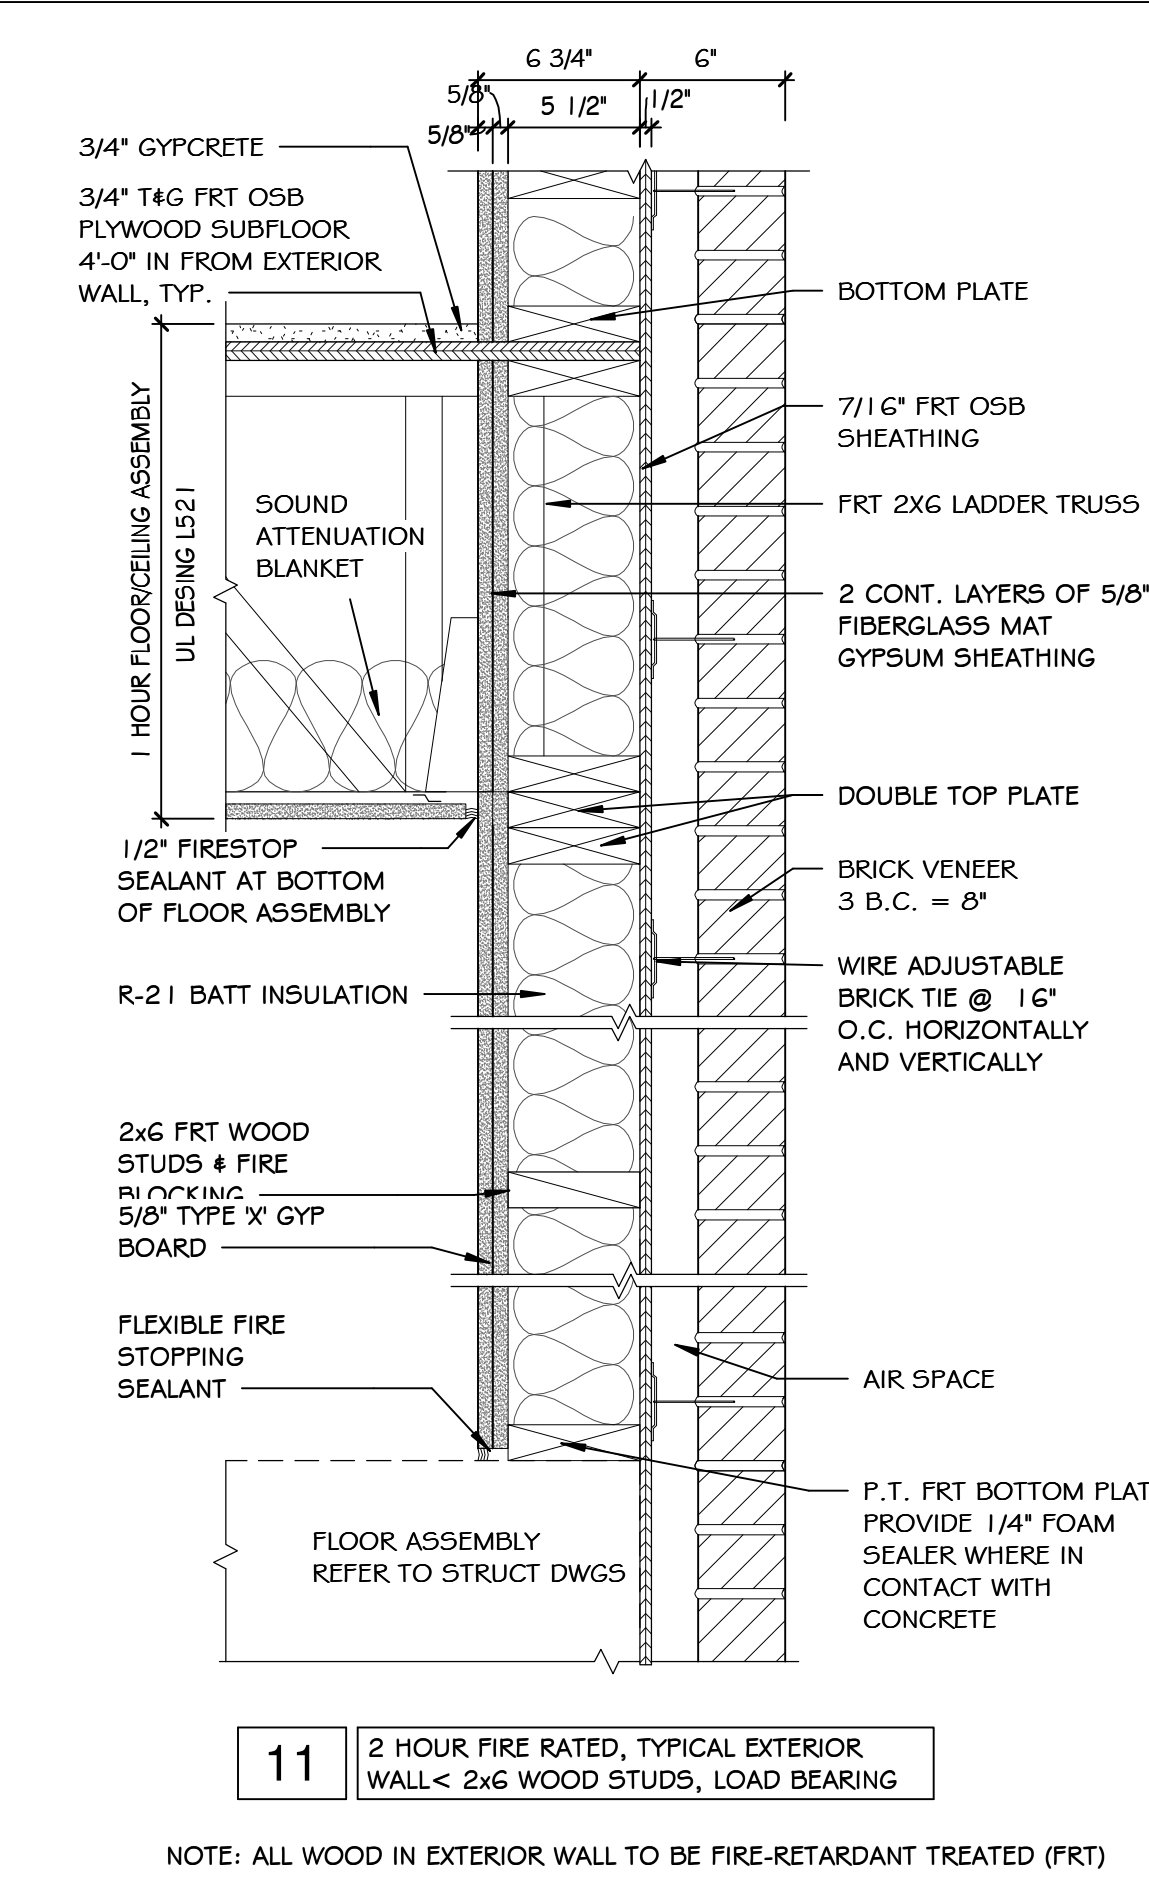 6 3/4"
6"
5/8"
5 1/2"
1/2"
5/8"
3/4" GYPCRETE
3/4" T&G FRT OSB
PLYWOOD SUBFLOOR
4'-0" IN FROM EXTERIOR
WALL, TYP.
BOTTOM PLATE
1 HOUR FLOOR/CEILING ASSEMBLY
UL DESING L521
7/16" FRT OSB
SHEATHING
SOUND
ATTENUATION
BLANKET
FRT 2X6 LADDER TRUSS
2 CONT. LAYERS OF 5/8"
FIBERGLASS MAT
GYPSUM SHEATHING
DOUBLE TOP PLATE
1/2" FIRESTOP
SEALANT AT BOTTOM
OF FLOOR ASSEMBLY
BRICK VENEER
3 B.C. = 8"
R-21 BATT INSULATION
WIRE ADJUSTABLE
BRICK TIE @ 16"
O.C. HORIZONTALLY
AND VERTICALLY
2x6 FRT WOOD
STUDS & FIRE
BLOCKING
5/8" TYPE 'X' GYP
BOARD
FLEXIBLE FIRE
STOPPING
SEALANT
AIR SPACE
P.T. FRT BOTTOM PLAT
PROVIDE 1/4" FOAM
SEALER WHERE IN
CONTACT WITH
CONCRETE
FLOOR ASSEMBLY
REFER TO STRUCT DWGS
11
2 HOUR FIRE RATED, TYPICAL EXTERIOR
WALL< 2x6 WOOD STUDS, LOAD BEARING
NOTE: ALL WOOD IN EXTERIOR WALL TO BE FIRE-RETARDANT TREATED (FRT)